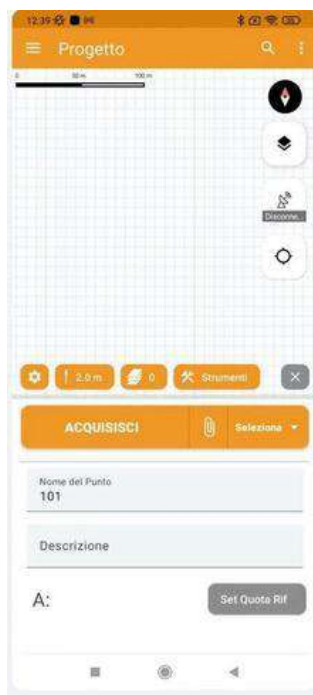 12:39
Progetto
0 50 m 100 m
Disconne...
2.0 m
0
Strumenti
ACQUISISCI
Seleziona
Nome del Punto
101
Descrizione
A:
Set Quota Rif